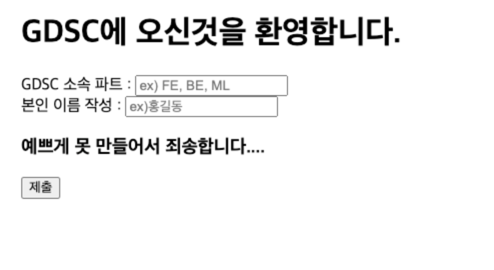 GDSC에 오신것을 환영합니다.
GDSC 소속 파트 : ex) FE, BE, ML
본인 이름 작성 : ex)홍길동
예쁘게 못 만들어서 죄송합니다....
제출